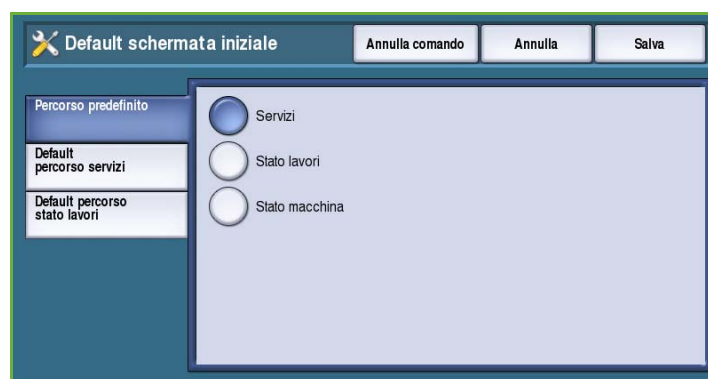 Default schermata iniziale
Annulla comando
Annulla
Salva
Percorso predefinito
Default
percorso servizi
Default percorso
stato lavori
Servizi
Stato lavori
Stato macchina